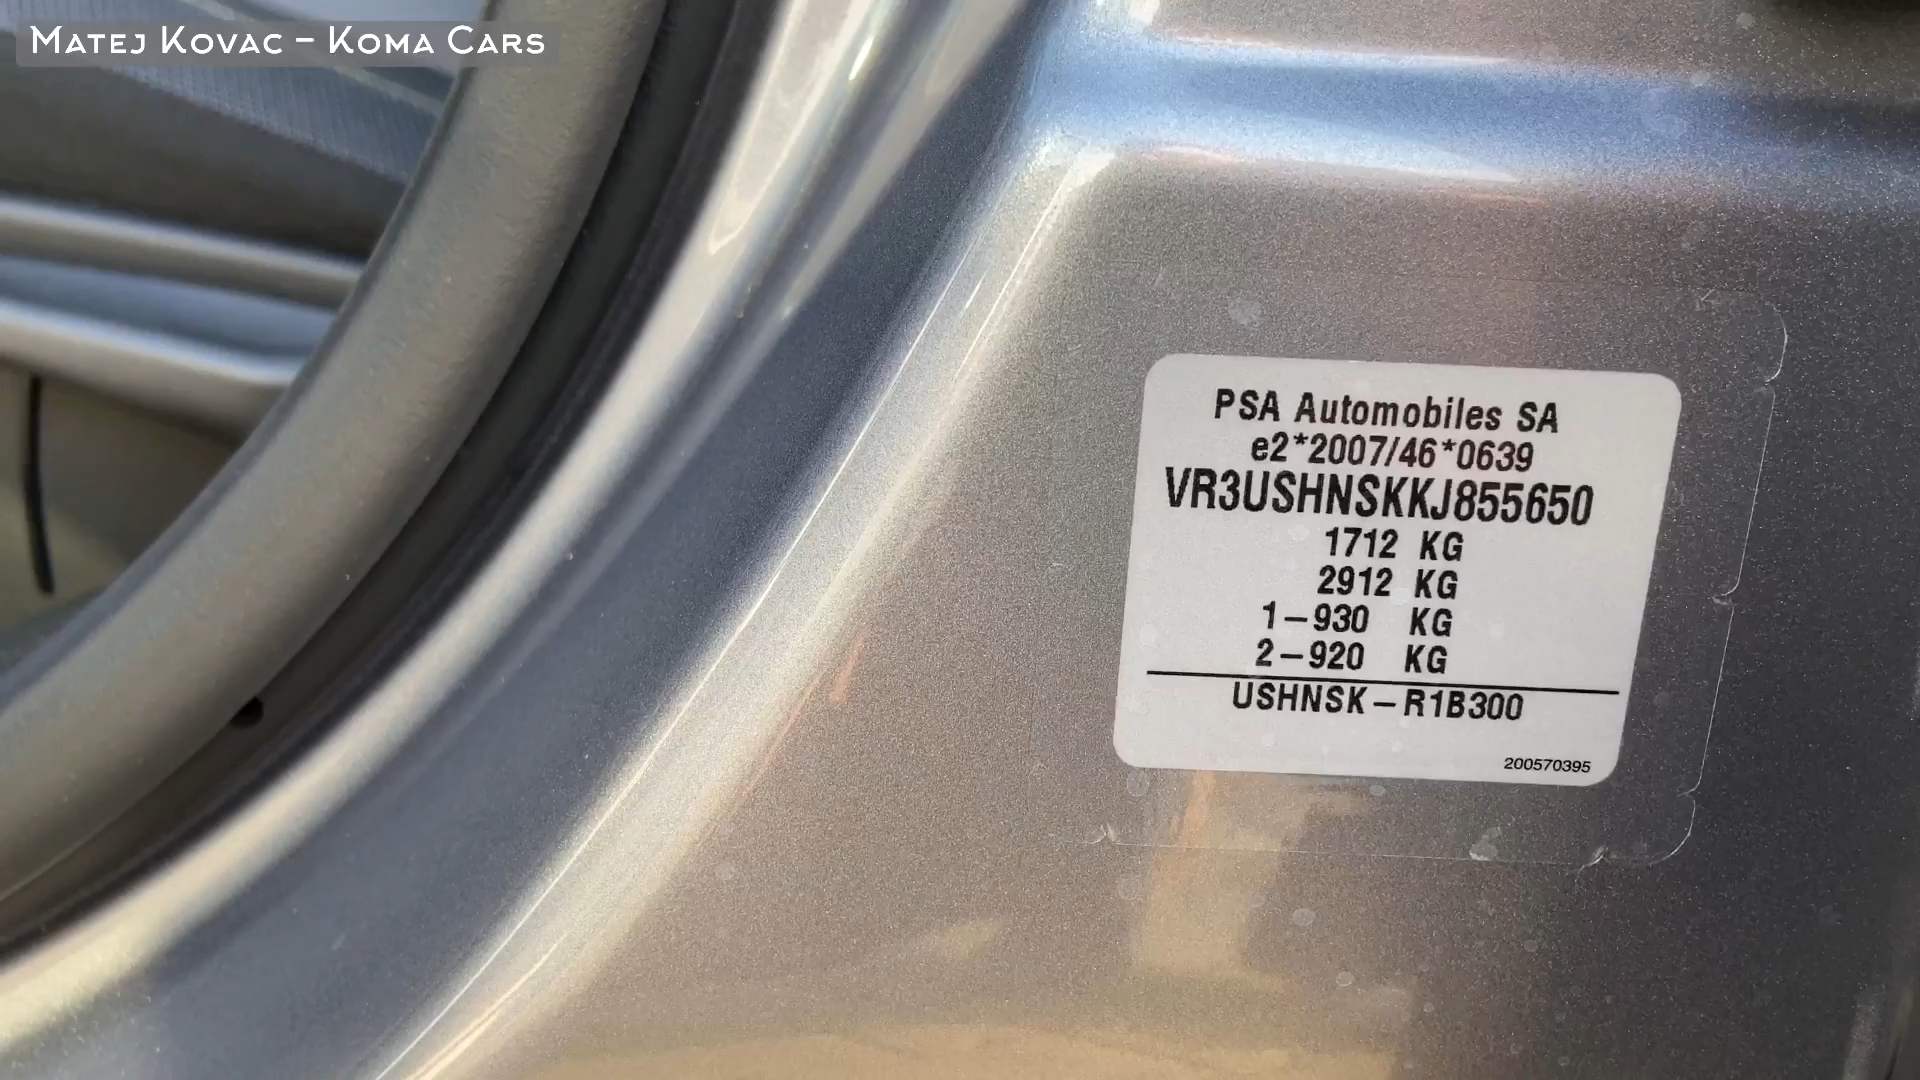 Matej Kovac – Koma Cars
PSA Automobiles SA
e2*2007/46*0639
VR3USHNSKKJ855650
1712 KG
2912 KG
1–930 KG
2–920 KG
USHNSK–R1B300
200570395